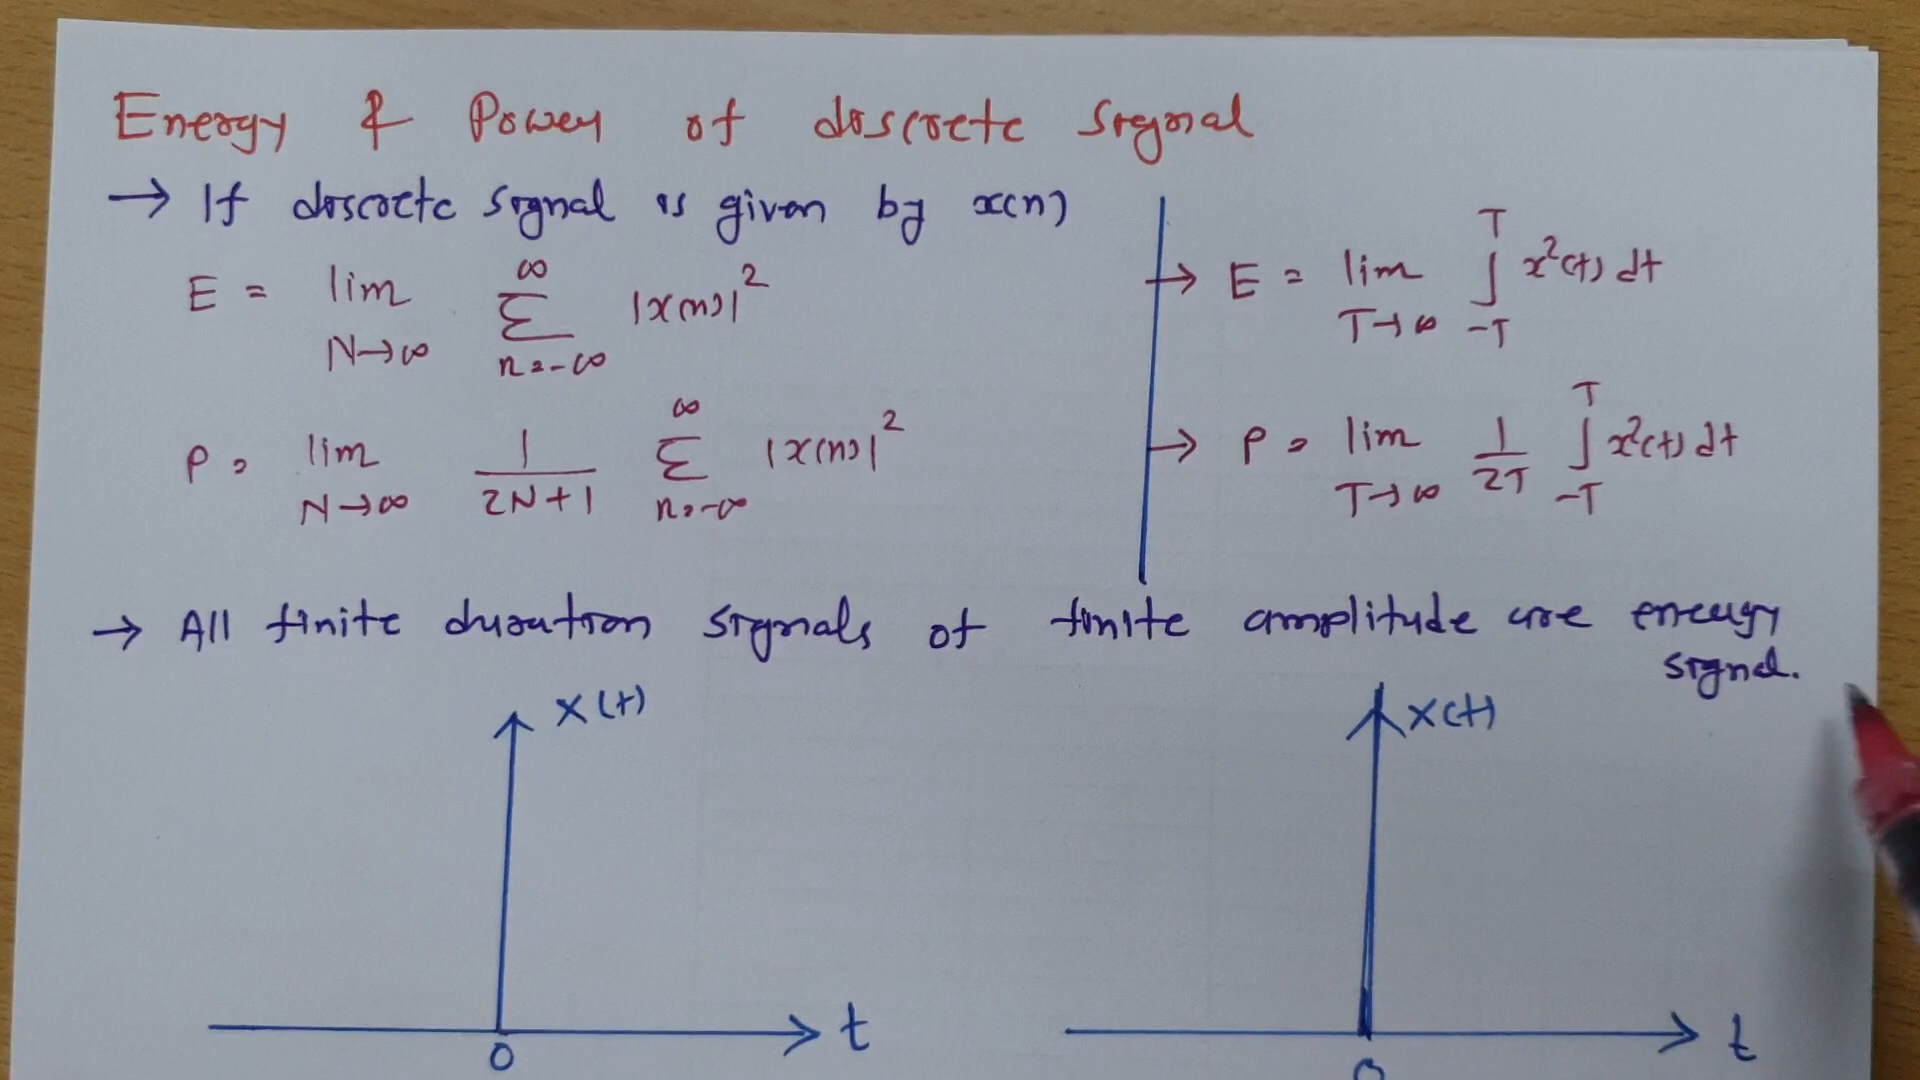 Energy & Power of discrete signal
→ If discrete signal is given by x(n)
E = lim N→∞ ∞ Σ n=-∞ |x(n)|²
P = lim N→∞ 1/2N+1 ∞ Σ n=-∞ |x(n)|²
→ E = lim T→∞ T ∫ -T x²(t) dt
→ P = lim T→∞ 1/2T T ∫ -T x²(t) dt
→ All finite duration signals of finite amplitude are energy
signal.
x(t)
t
0
x(t)
t
0